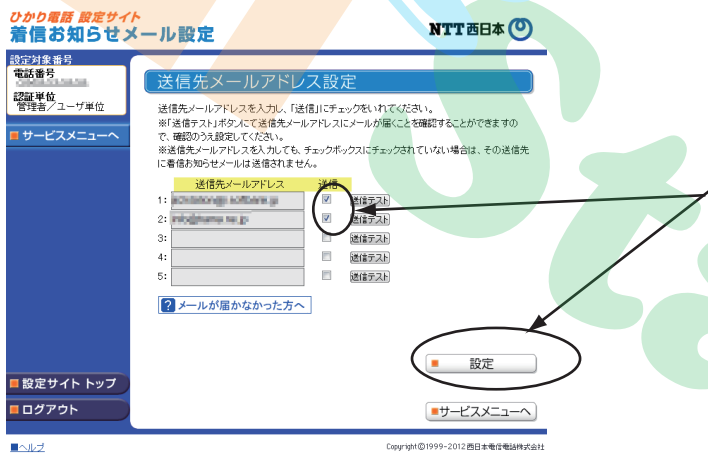 ひかり電話 設定サイト
着信お知らせメール設定
NTT西日本
設定対象番号
電話番号
認証単位
管理者/ユーザ単位
サービスメニューへ
送信先メールアドレス設定
送信先メールアドレスを入力し、「送信」にチェックをいれてください。
※「送信テスト」ボタンにて送信先メールアドレスにメールが届くことを確認することができますの
で、確認のうえ設定してください。
※送信先メールアドレスを入力しても、チェックボックスにチェックされていない場合は、その送信先
に着信お知らせメールは送信されません。
送信先メールアドレス 送信
1: 送信テスト
2: 送信テスト
3: 送信テスト
4: 送信テスト
5: 送信テスト
? メールが届かなかった方へ
設定
設定サイト トップ
ログアウト
サービスメニューへ
ヘルプ
Copyright©1999-2012 西日本電信電話株式会社